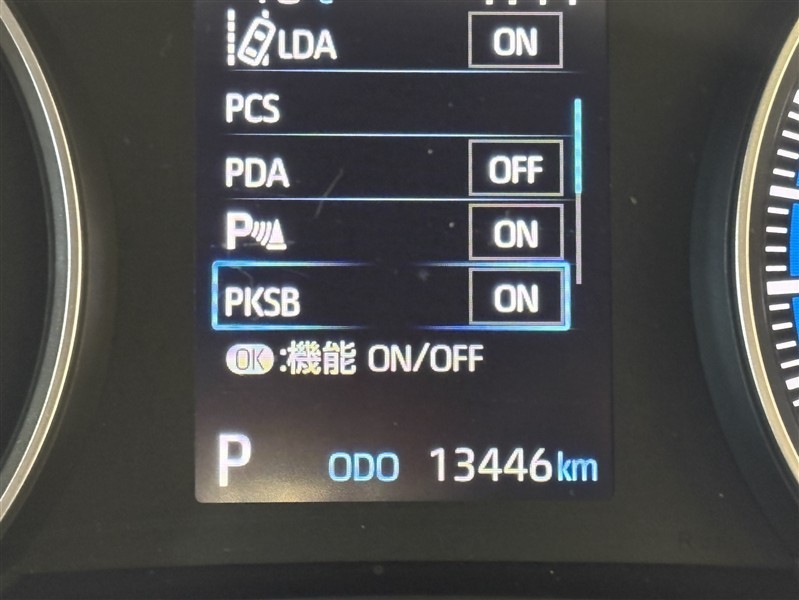 LDA ON
PCS
PDA OFF
P ON
PKSB ON
OK :機能 ON/OFF
P ODO 13446 km